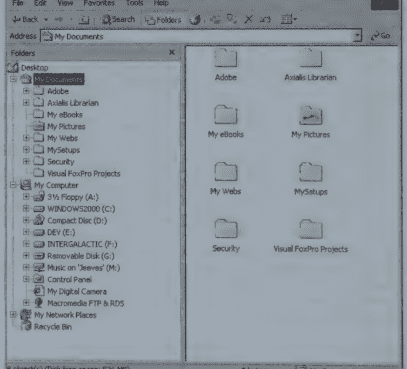 File Edit View Favorites Tools Help
Back Search Folders
Address My Documents Go
Folders x
Desktop
My Documents
Adobe
Axialis Librarian
My eBooks
My Pictures
My Webs
MySetups
Security
Visual FoxPro Projects
My Computer
3½ Floppy (A:)
WINDOWS2000 (C:)
Compact Disc (D:)
DEV (E:)
INTERGALACTIC (F:)
Removable Disk (G:)
Music on 'Jeeves' (M:)
Control Panel
My Digital Camera
Macromedia FTP & RDS
My Network Places
Recycle Bin
Adobe Axialis Librarian
My eBooks My Pictures
My Webs MySetups
Security Visual FoxPro Projects